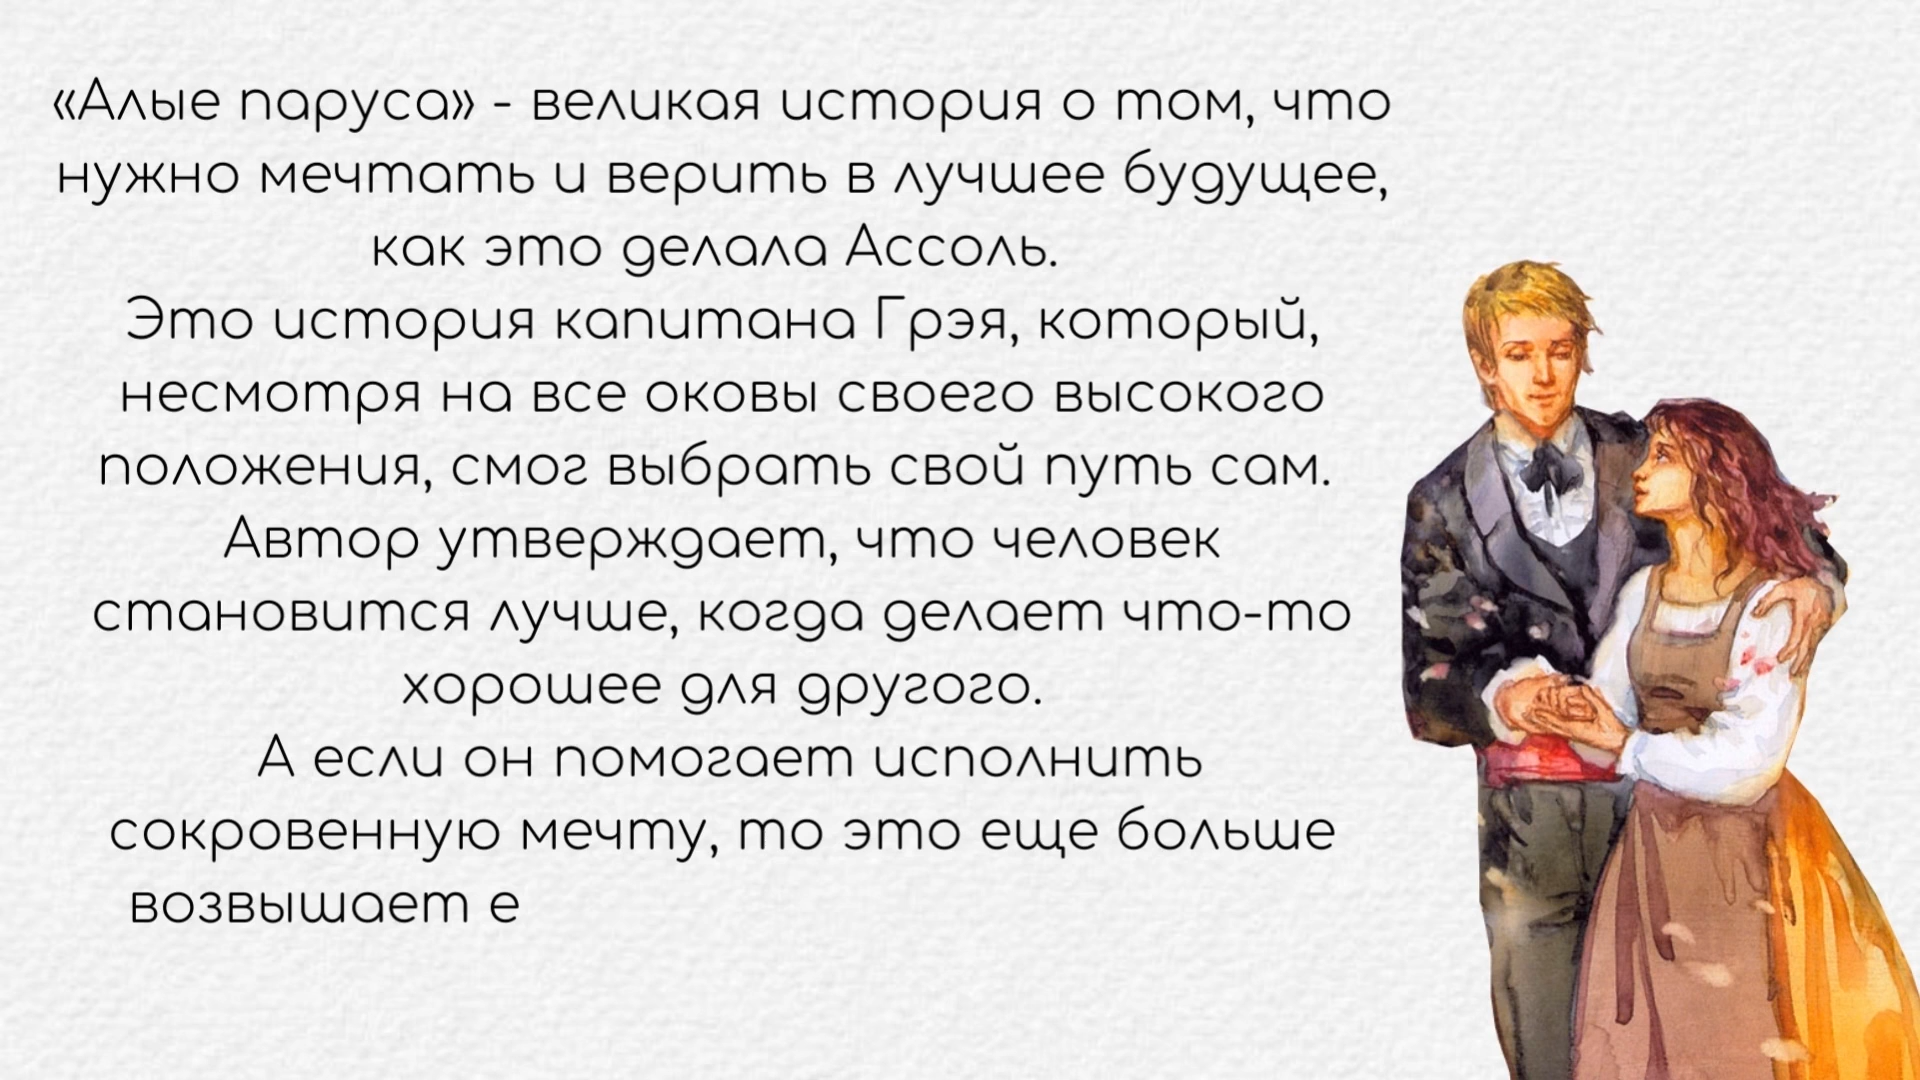 «Алые паруса» - великая история о том, что
нужно мечтать и верить в лучшее будущее,
как это делала Ассоль.
Это история капитана Грэя, который,
несмотря на все оковы своего высокого
положения, смог выбрать свой путь сам.
Автор утверждает, что человек
становится лучше, когда делает что-то
хорошее для другого.
А если он помогает исполнить
сокровенную мечту, то это еще больше
возвышает е